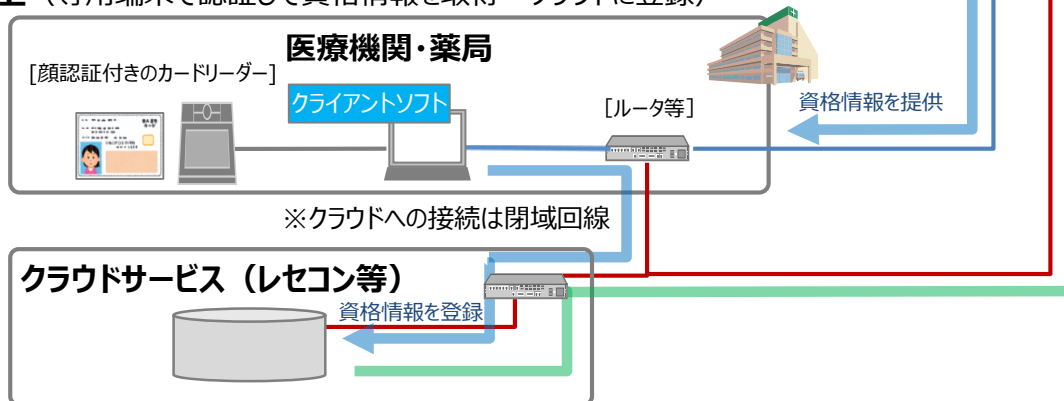 (専用端末で認証して資格情報を取得・クラウドに登録)
医療機関・薬局
[顔認証付きのカードリーダー]
クライアントソフト
[ルータ等]
資格情報を提供
※クラウドへの接続は閉域回線
クラウドサービス(レセコン等)
資格情報を登録